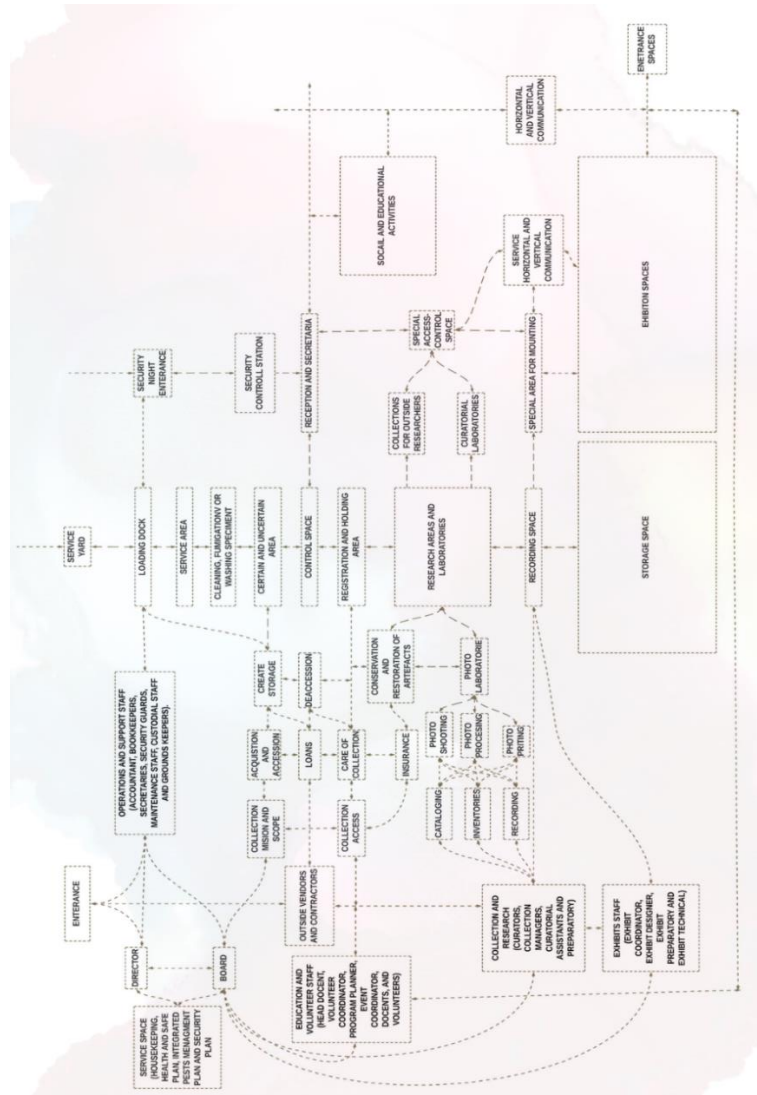 SERVICE SPACE
(HOUSEKEEPING,
HEALTH AND SAFE
PLAN, INTEGRATED
PESTS MENAGMENT
PLAN AND SECURITY
PLAN
DIRECTOR
BOARD
ENTERANCE
OPERATIONS AND SUPPORT STAFF
(ACCOUNTANT, BOOKKEEPERS,
SECRETARIES, SECURITY GUARDS,
MAINTENANCE STAFF, CUSTODIAL STAFF
AND GROUNDS KEEPERS).
SERVICE
YARD
LOADING DOCK
SECURITY
NIGHT
ENTERANCE
SERVICE AREA
CLEANING, FUMIGATIONV OR
WASHING SPECIMENT
SECURITY
CONTROLL STATION
COLLECTION
MISION AND
SCOPE
ACQUISTION
AND
ACCESSION
CREATE
STORAGE
CERTAIN AND UNCERTAIN
AREA
OUTSIDE VENDORS
AND CONTRACTORS
LOANS
DEACCESSION
CONTROL SPACE
RECEPTION AND SECRETARIA
EDUCATION AND
VOLUNTEER STAFF
(HEAD DOCENT,
VOLUNTEER
COORDINATOR,
PROGRAM PLANNER,
EVENT
COORDINATOR,
DOCENTS, AND
VOLUNTEERS)
COLLECTION
ACCESS
CARE OF
COLLECTION
REGISTRATION AND HOLDING
AREA
SOCAIL AND EDUCATIONAL
ACTIVITIES
INSURANCE
CONSERVATION
AND
RESTORATION OF
ARTEFACTS
RESEARCH AREAS AND
LABORATORIES
COLLECTIONS
FOR OUTSIDE
RESEARCHERS
SPECIAL
ACCESS-
CONTROL
SPACE
CATALOGING
PHOTO
SHOOTING
PHOTO
LABORATORIE
CURATORIAL
LABORATORIES
INVENTORIES
PHOTO
PROCESING
RECORDING
PHOTO
PRITING
COLLECTION AND
RESEARCH
(CURATORS,
COLLECTION
MANAGERS,
CURATORIAL
ASSISTANTS AND
PREPARATORY)
RECORDING SPACE
SPECIAL AREA FOR MOUNTING
SERVICE
HORIZONTAL AND
VERTICAL
COMMUNICATION
HORIZONTAL
AND VERTICAL
COMMUNICATION
EXHIBITS STAFF
(EXHIBIT
COORDINATOR,
EXHIBIT DESIGNER,
EXHIBIT
PREPARATORY AND
EXHIBIT TECHNICAL)
STORAGE SPACE
EHIBITON SPACES
ENETRANCE
SPACES